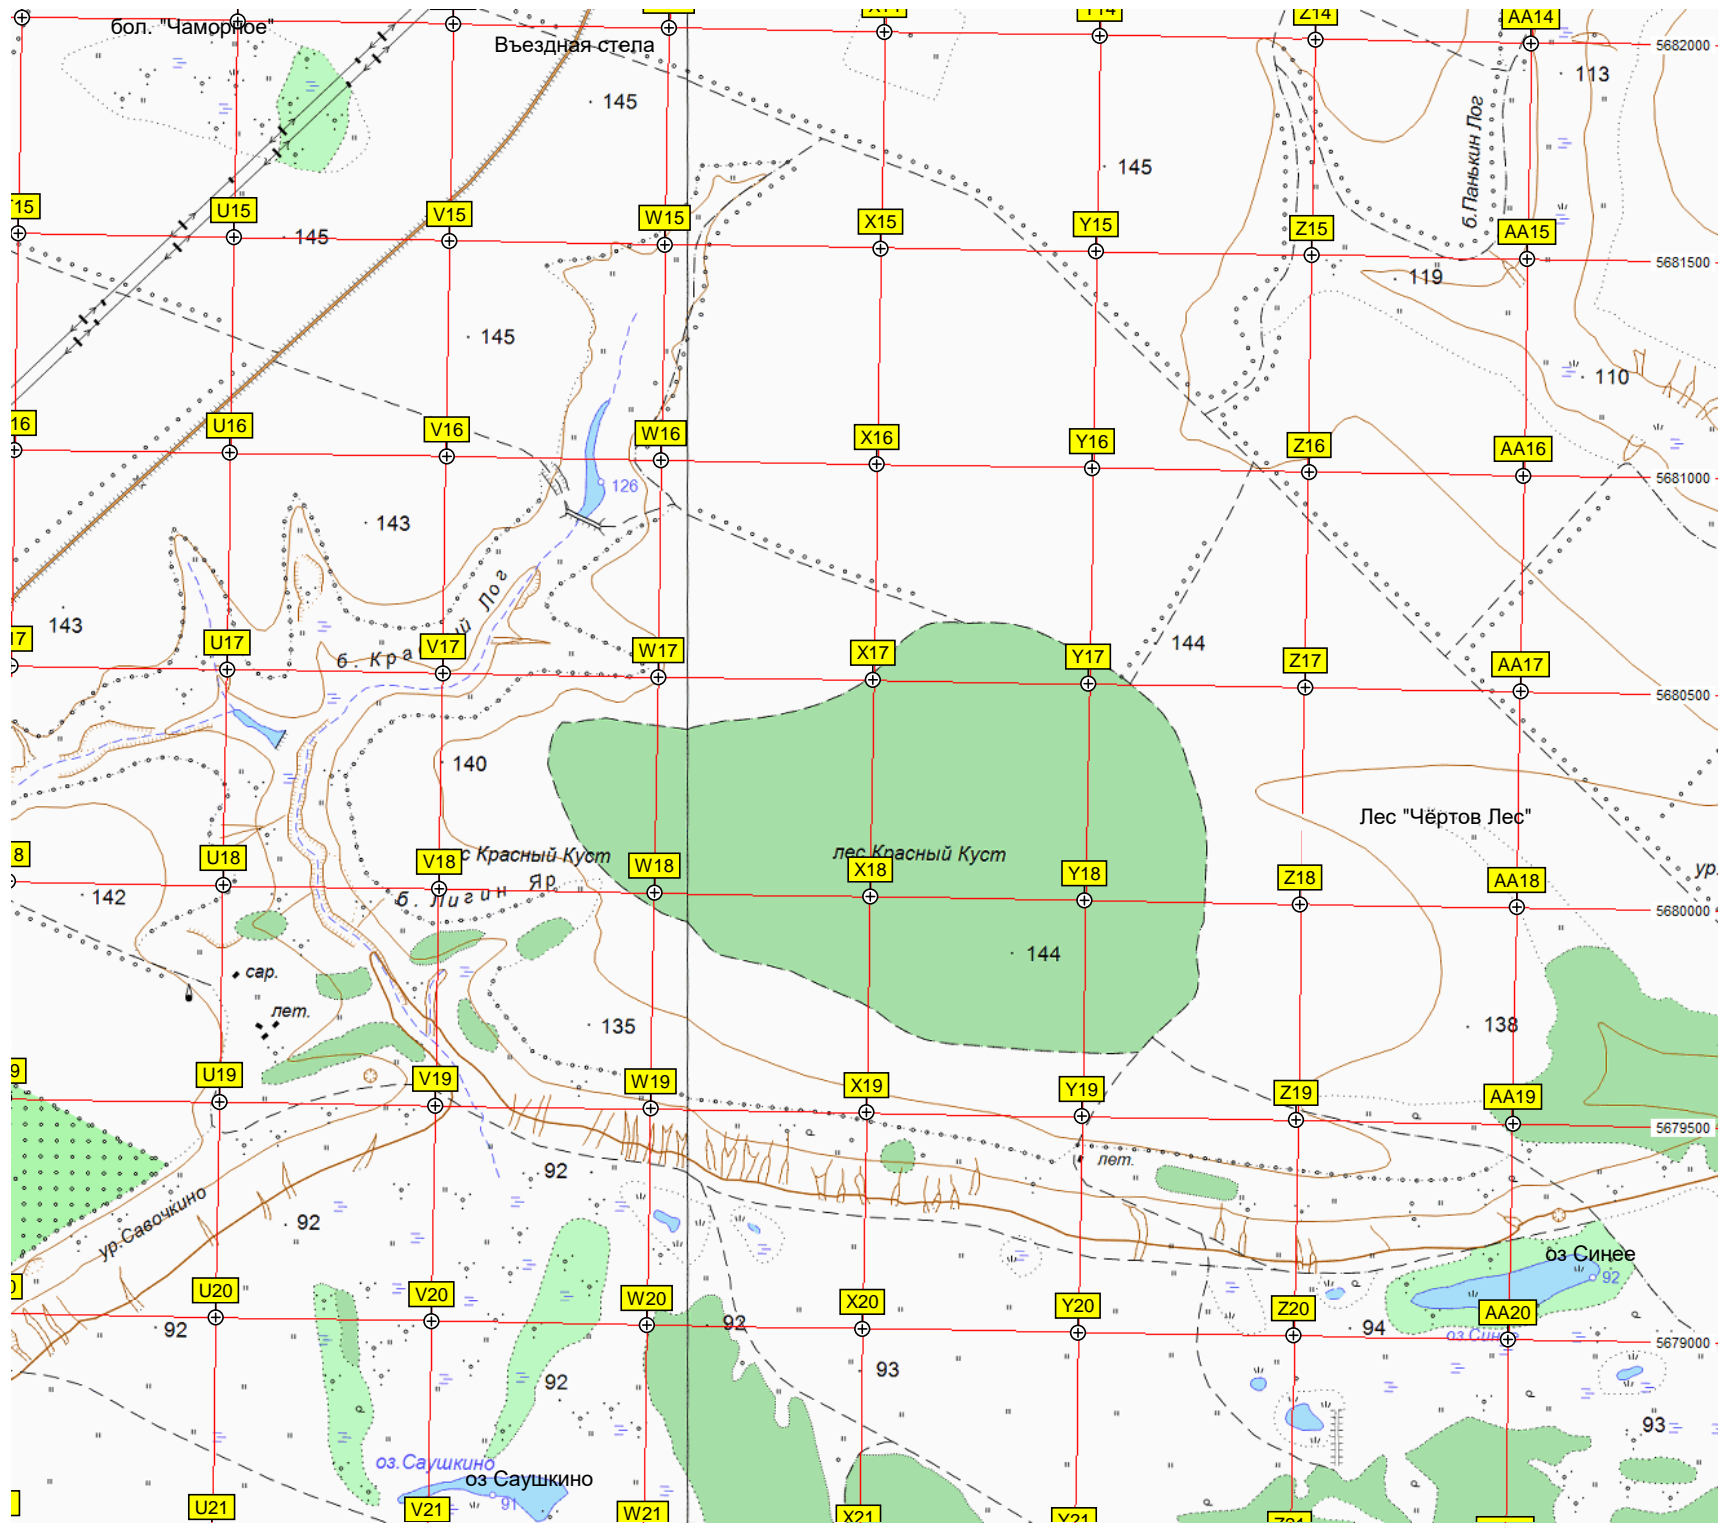 AA14
Z14
бол. "Чаморное"
Въездная стела
5682000
113
145
145
б.Панькин Лог
U15
V15
W15
X15
Y15
Z15
AA15
145
5681500
119
145
110
U16
V16
W16
X16
Y16
Z16
AA16
5681000
126
143
143
б. Красный Лог
144
U17
V17
W17
X17
Y17
Z17
AA17
5680500
140
Лес "Чёртов Лес"
лес Красный Куст
с Красный Куст
ур.
U18
V18
W18
X18
Y18
Z18
AA18
142
б. Лигин Яр
5680000
144
сар.
лет.
135
138
U19
V19
W19
X19
Y19
Z19
AA19
5679500
лет.
92
ур.Савочкино
92
оз Синее
92
U20
V20
W20
X20
Y20
Z20
AA20
92
92
94
оз.Синее
5679000
93
92
93
оз.Саушкино
оз Саушкино
91
U21
V21
W21
X21
Y21